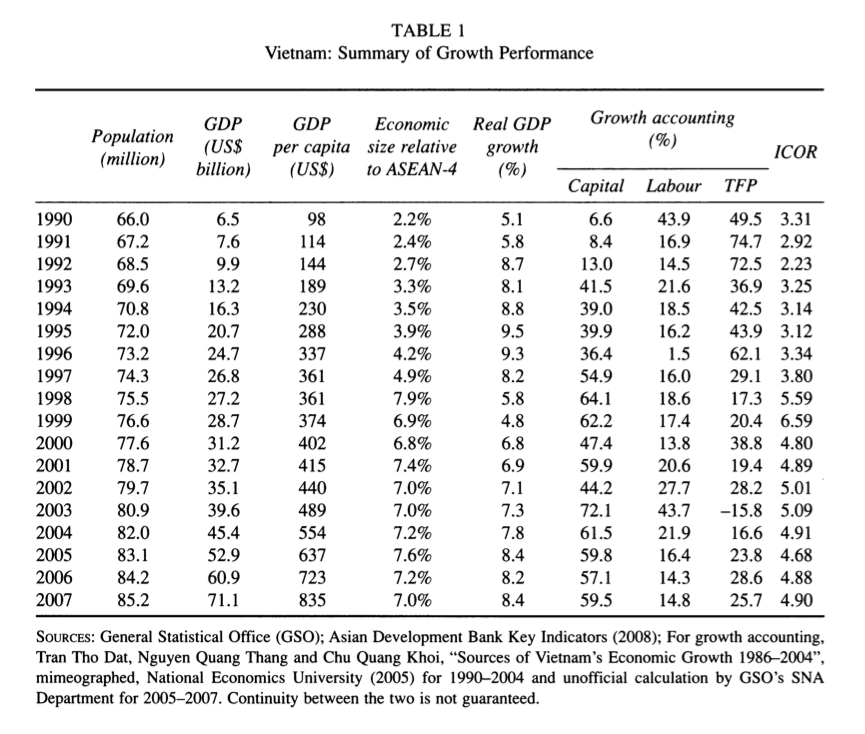 TABLE 1
Vietnam: Summary of Growth Performance
Population (million) GDP (US$ billion) GDP per capita (US$) Economic size relative to ASEAN-4 Real GDP growth (%) Growth accounting (%) ICOR
Capital Labour TFP
1990 66.0 6.5 98 2.2% 5.1 6.6 43.9 49.5 3.31
1991 67.2 7.6 114 2.4% 5.8 8.4 16.9 74.7 2.92
1992 68.5 9.9 144 2.7% 8.7 13.0 14.5 72.5 2.23
1993 69.6 13.2 189 3.3% 8.1 41.5 21.6 36.9 3.25
1994 70.8 16.3 230 3.5% 8.8 39.0 18.5 42.5 3.14
1995 72.0 20.7 288 3.9% 9.5 39.9 16.2 43.9 3.12
1996 73.2 24.7 337 4.2% 9.3 36.4 1.5 62.1 3.34
1997 74.3 26.8 361 4.9% 8.2 54.9 16.0 29.1 3.80
1998 75.5 27.2 361 7.9% 5.8 64.1 18.6 17.3 5.59
1999 76.6 28.7 374 6.9% 4.8 62.2 17.4 20.4 6.59
2000 77.6 31.2 402 6.8% 6.8 47.4 13.8 38.8 4.80
2001 78.7 32.7 415 7.4% 6.9 59.9 20.6 19.4 4.89
2002 79.7 35.1 440 7.0% 7.1 44.2 27.7 28.2 5.01
2003 80.9 39.6 489 7.0% 7.3 72.1 43.7 –15.8 5.09
2004 82.0 45.4 554 7.2% 7.8 61.5 21.9 16.6 4.91
2005 83.1 52.9 637 7.6% 8.4 59.8 16.4 23.8 4.68
2006 84.2 60.9 723 7.2% 8.2 57.1 14.3 28.6 4.88
2007 85.2 71.1 835 7.0% 8.4 59.5 14.8 25.7 4.90
SOURCES: General Statistical Office (GSO); Asian Development Bank Key Indicators (2008); For growth accounting,
Tran Tho Dat, Nguyen Quang Thang and Chu Quang Khoi, “Sources of Vietnam’s Economic Growth 1986–2004”,
mimeographed, National Economics University (2005) for 1990–2004 and unofficial calculation by GSO’s SNA
Department for 2005–2007. Continuity between the two is not guaranteed.